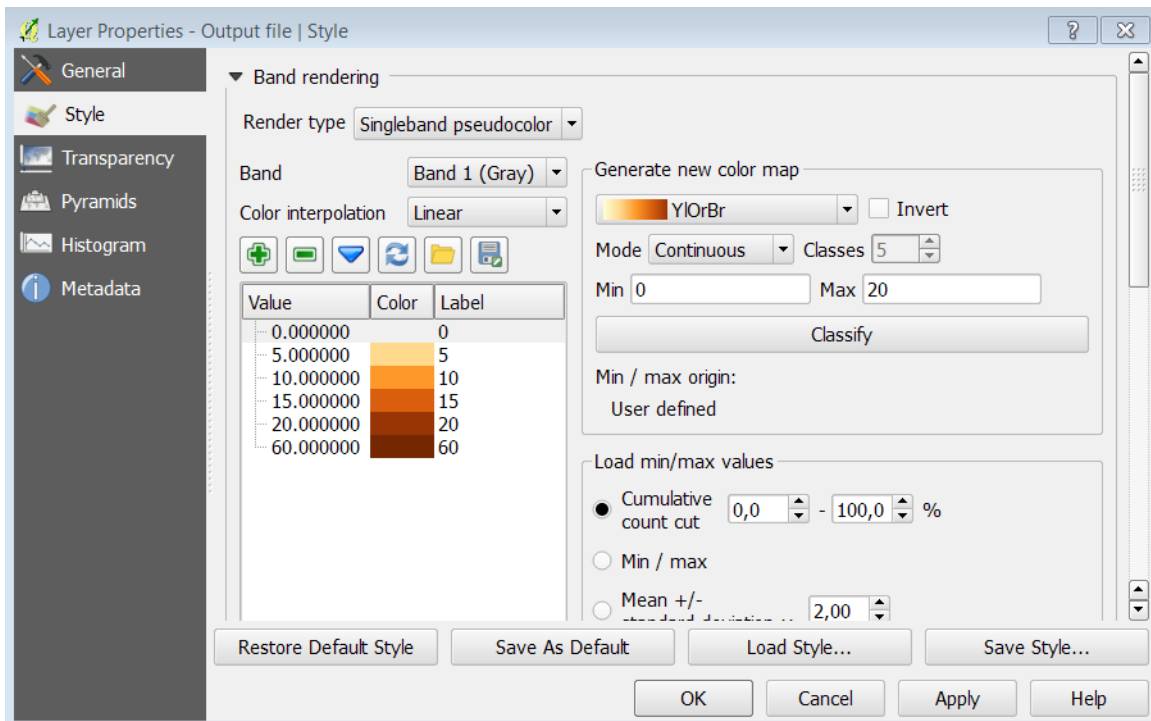 Layer Properties - Output file | Style
General
Style
Transparency
Pyramids
Histogram
Metadata
Band rendering
Render type Singleband pseudocolor
Band Band 1 (Gray)
Color interpolation Linear
Value Color Label
0.000000 0
5.000000 5
10.000000 10
15.000000 15
20.000000 20
60.000000 60
Generate new color map
YlOrBr Invert
Mode Continuous Classes 5
Min 0 Max 20
Classify
Min / max origin:
User defined
Load min/max values
Cumulative
count cut 0,0 - 100,0 %
Min / max
Mean +/-
2,00
Restore Default Style Save As Default Load Style... Save Style...
OK Cancel Apply Help